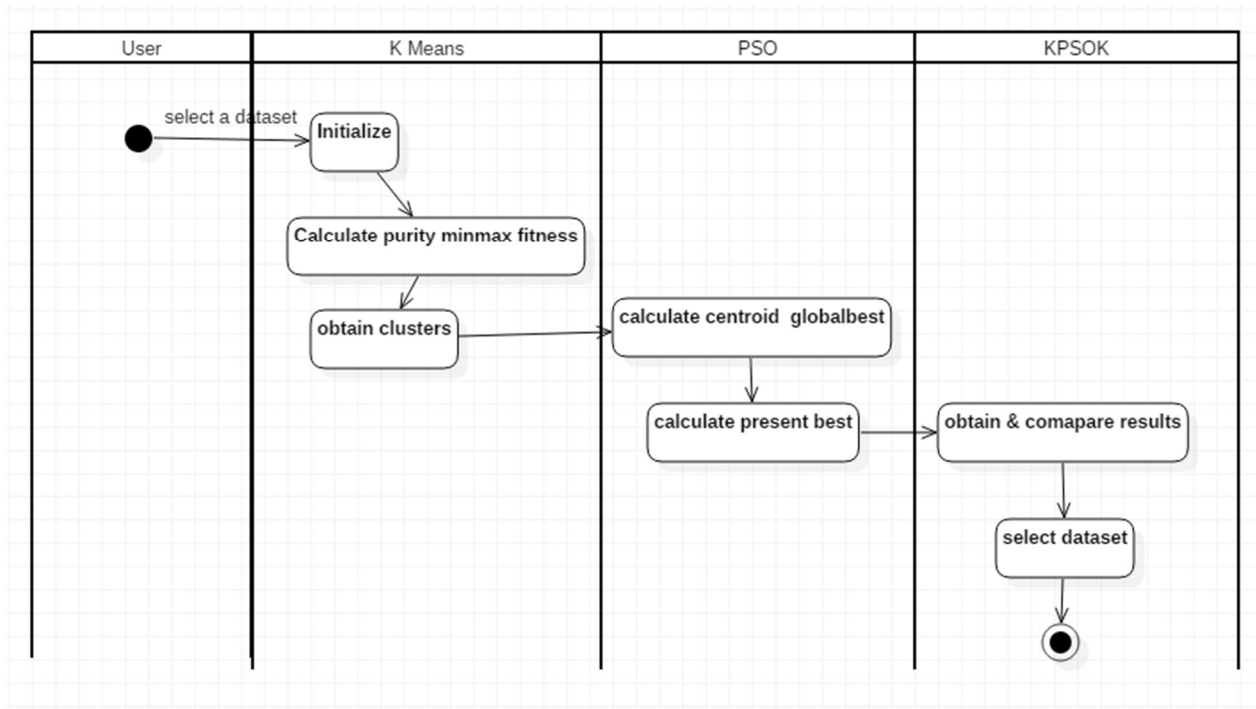 User
K Means
PSO
KPSOK
select a dataset
Initialize
Calculate purity minmax fitness
obtain clusters
calculate centroid  globalbest
calculate present best
obtain & comapare results
select dataset